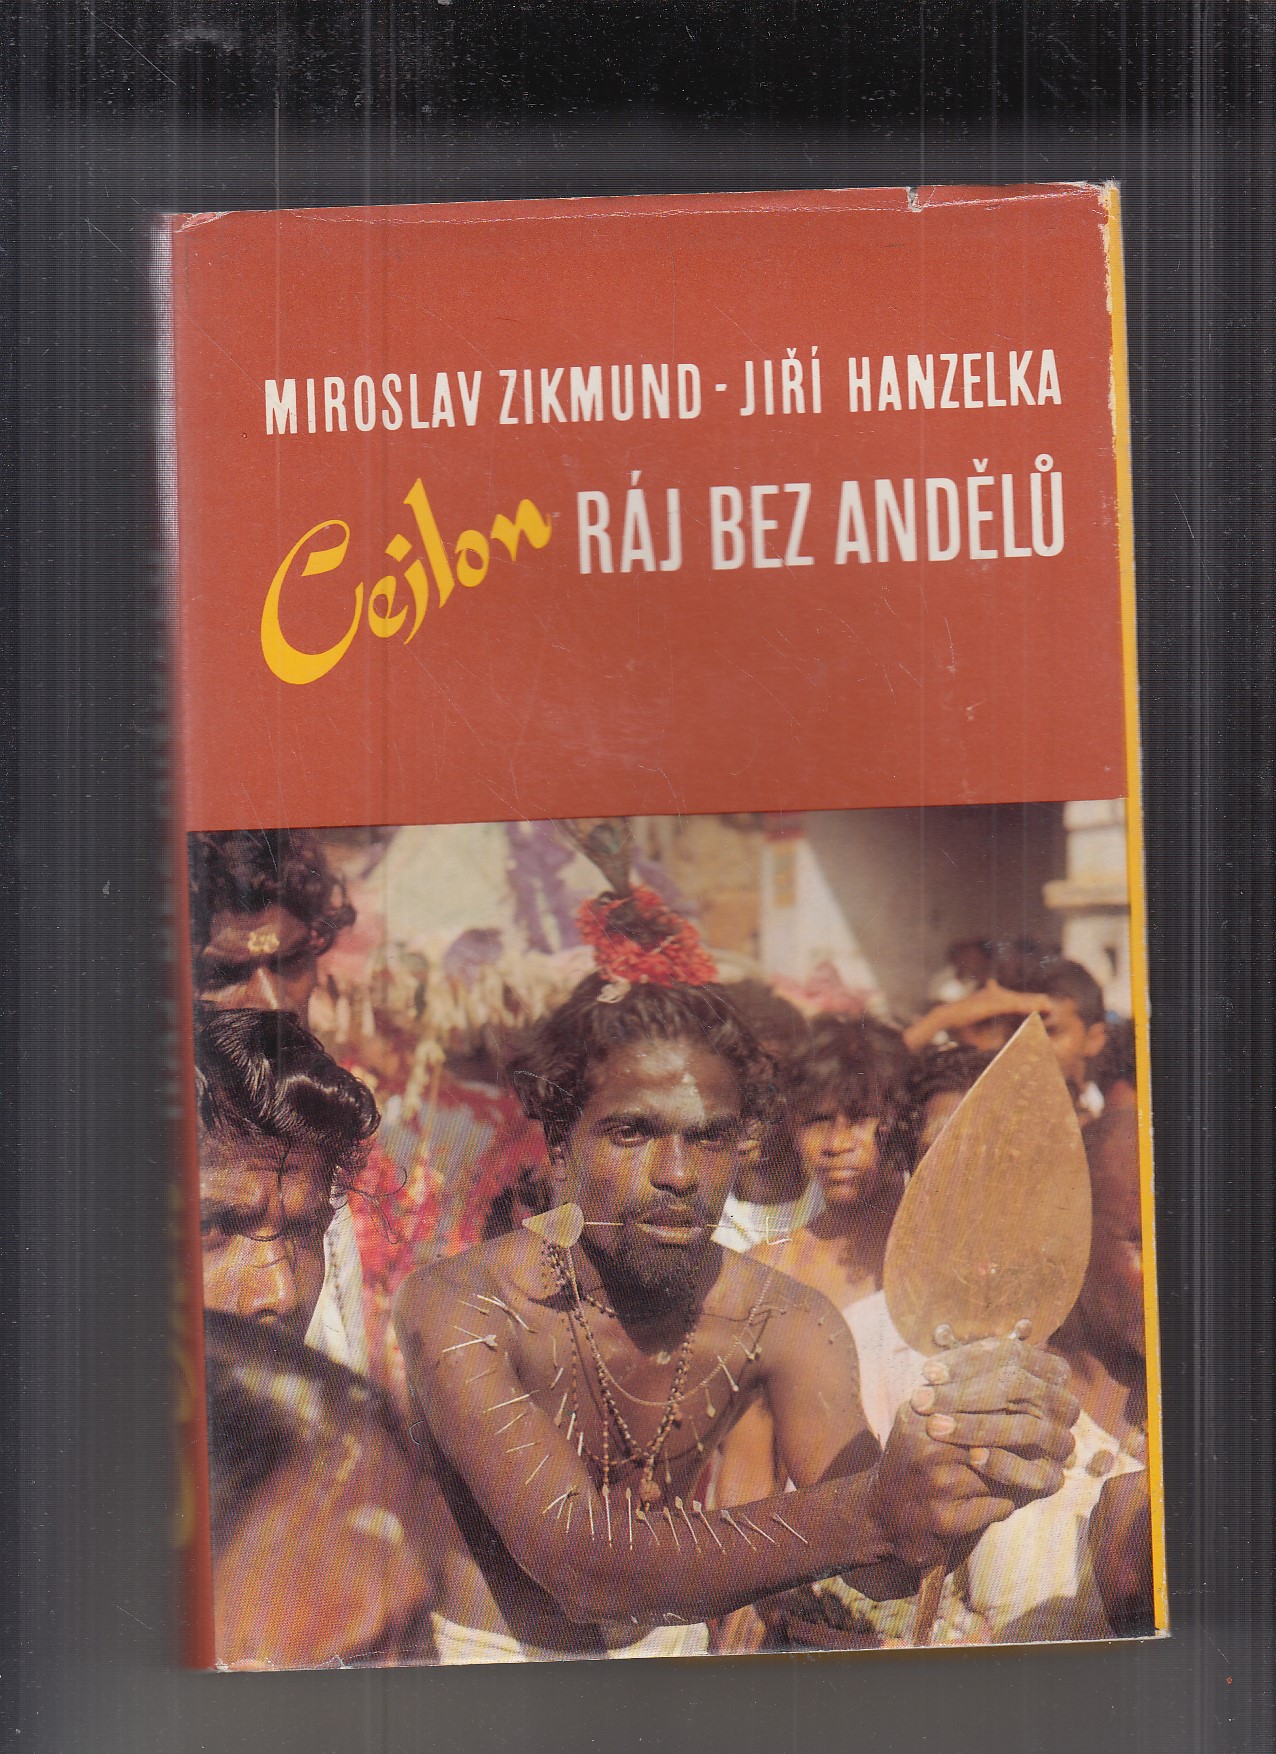 MIROSLAV ZIKMUND - JIŘÍ HANZELKA
Cejlon RÁJ BEZ ANDĚLŮ